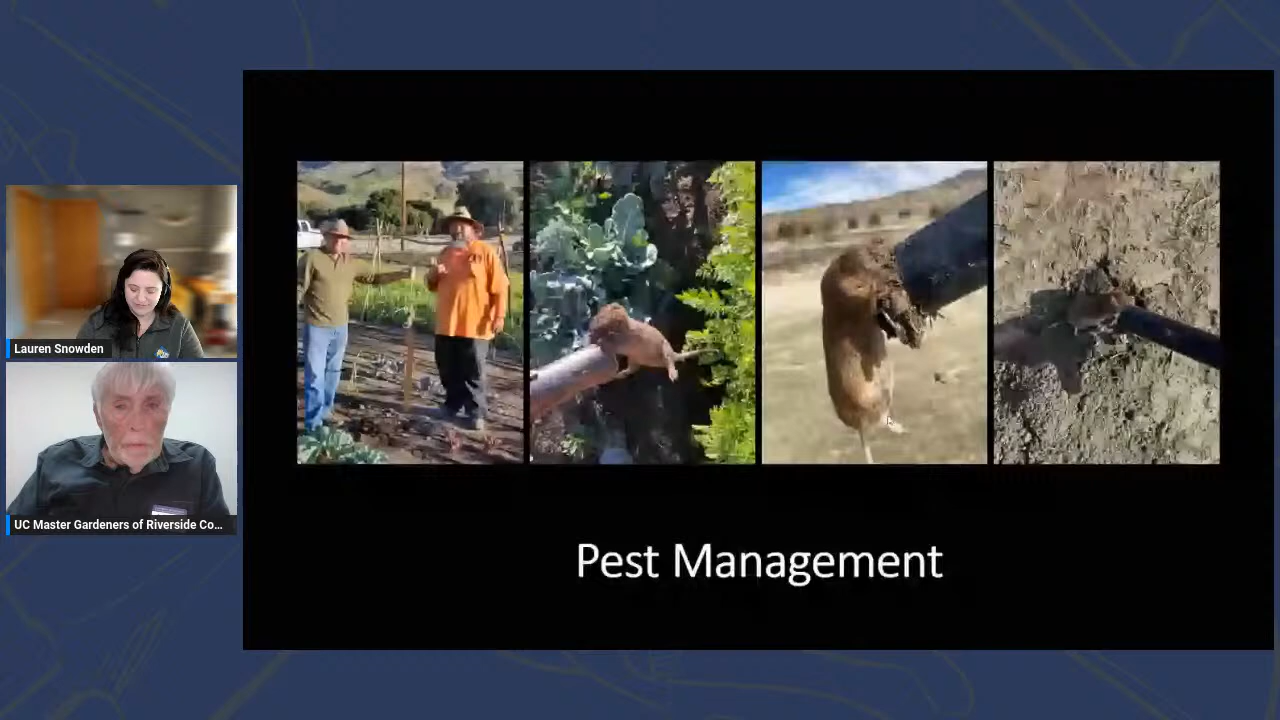 Lauren Snowden
UC Master Gardeners of Riverside Co...
Pest Management